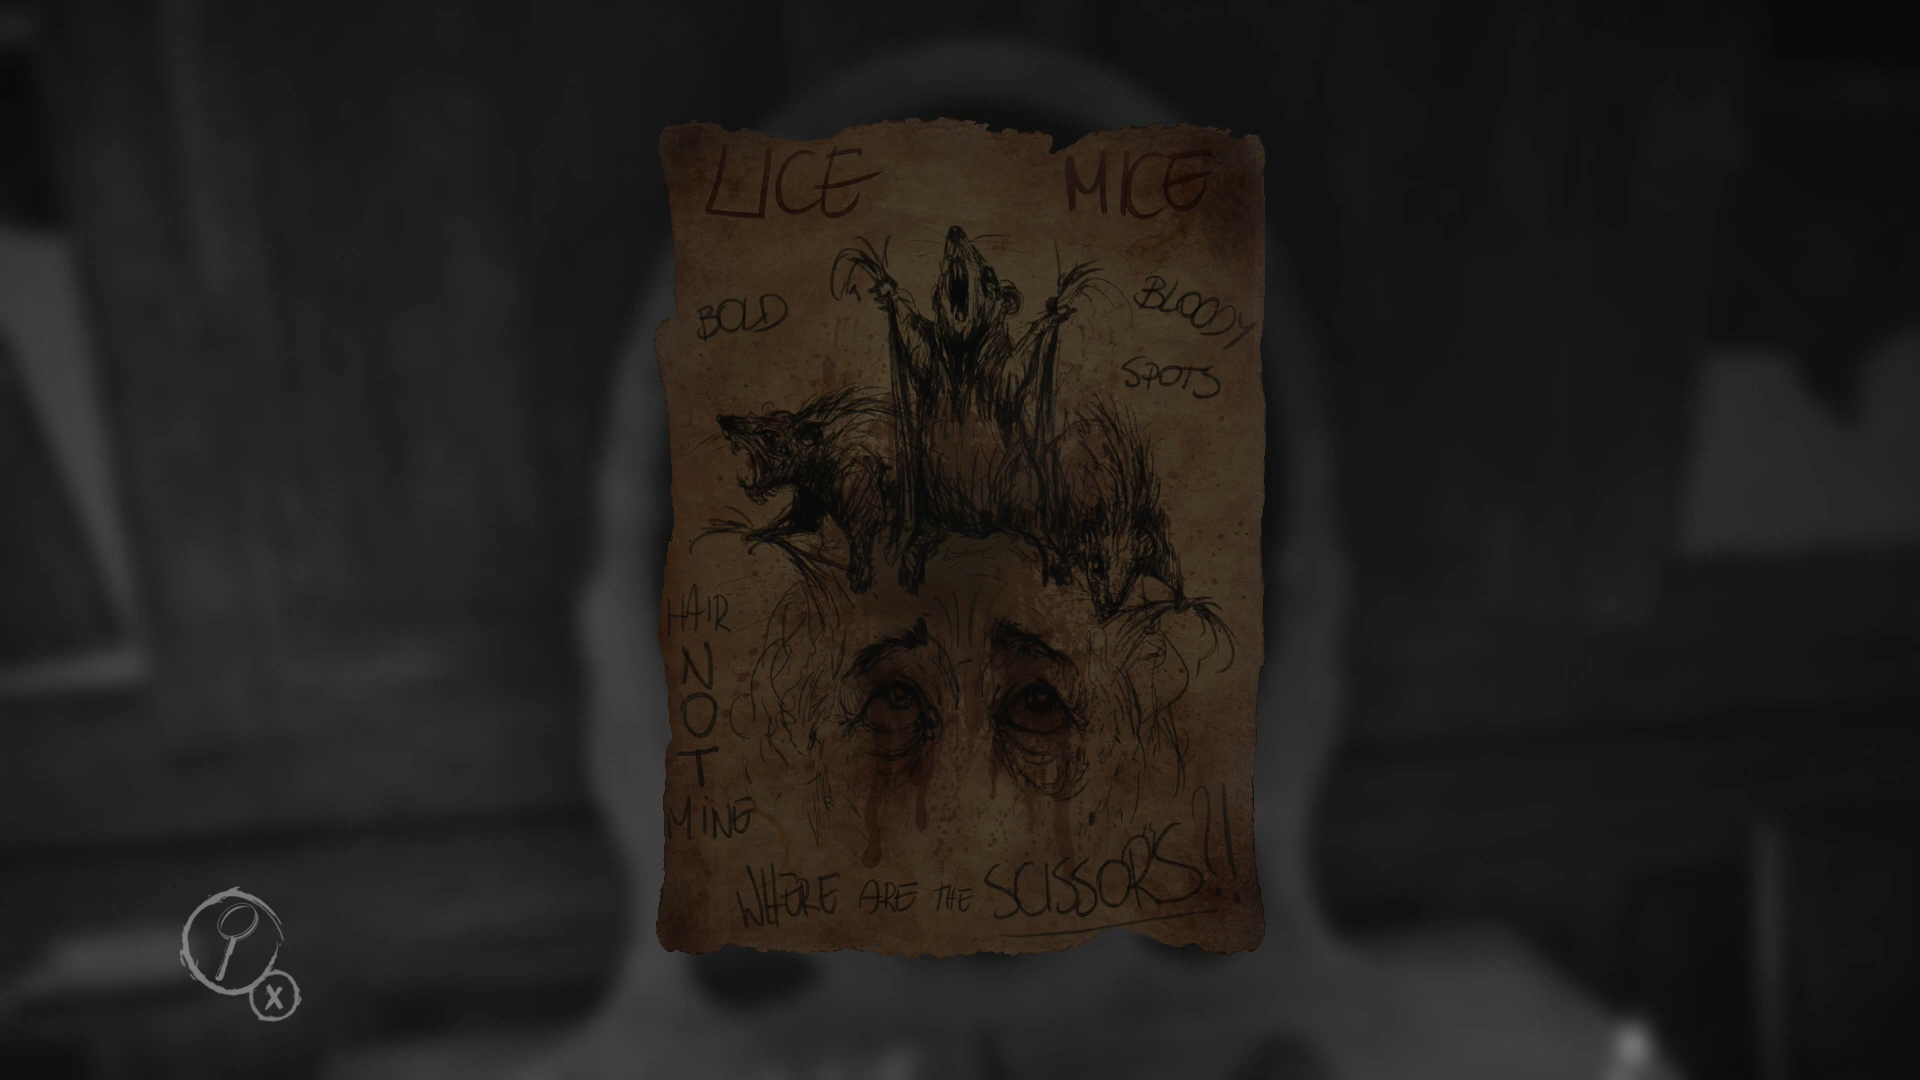 LICE MICE
BOLD
BLOODY
SPOTS
HAIR
NOT
MINE
WHERE ARE THE SCISSORS?!
X